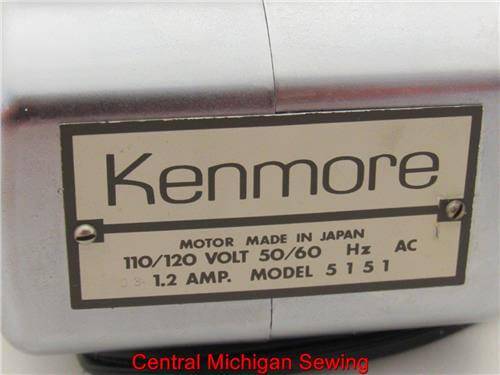 Kenmore
MOTOR MADE IN JAPAN
110/120 VOLT 50/60 Hz AC
1.2 AMP. MODEL 5151
Central Michigan Sewing